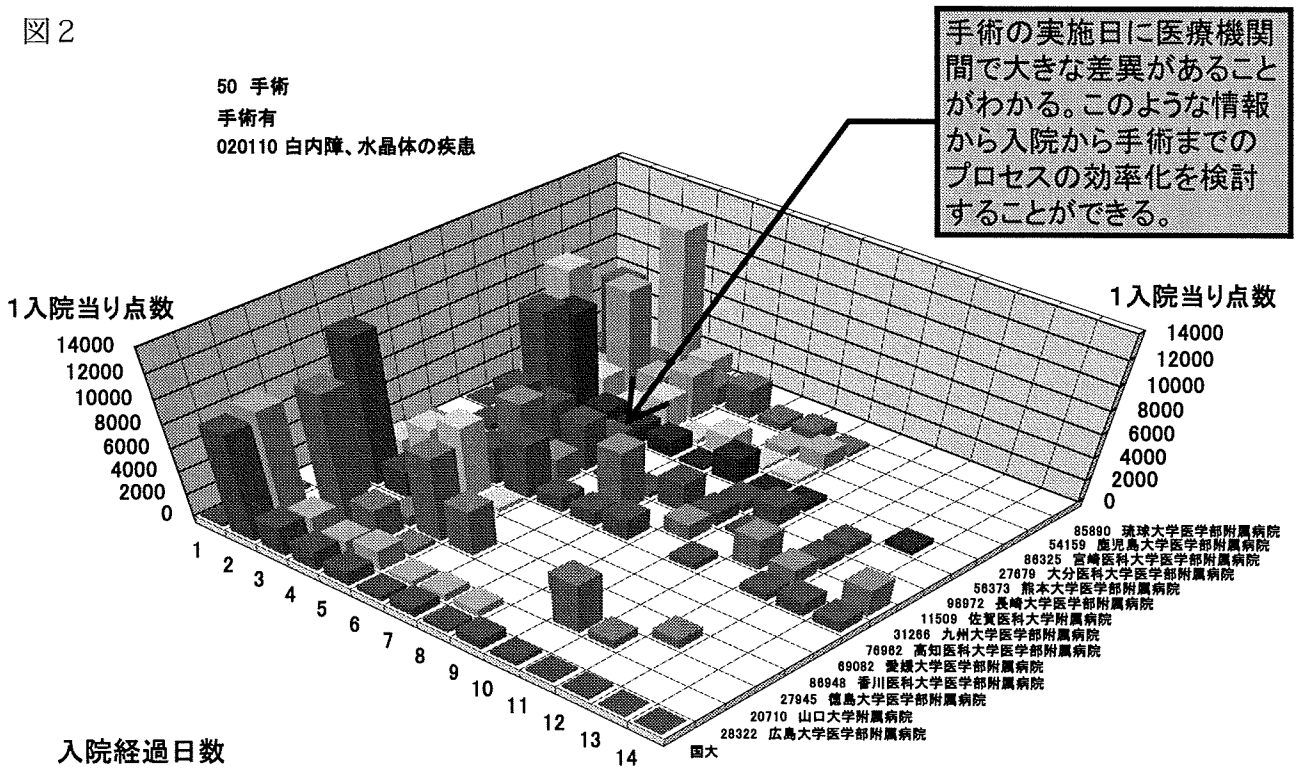 図2
50 手術
手術有
020110 白内障、水晶体の疾患
手術の実施日に医療機関
間で大きな差異があること
がわかる。このような情報
から入院から手術までの
プロセスの効率化を検討
することができる。
1入院当り点数
14000
12000
10000
8000
6000
4000
2000
0
1入院当り点数
14000
12000
10000
8000
6000
4000
2000
0
1
2
3
4
5
6
7
8
9
10
11
12
13
14
入院経過日数
85890 琉球大学医学部附属病院
54159 鹿児島大学医学部附属病院
86325 宮崎医科大学医学部附属病院
27679 大分医科大学医学部附属病院
56373 熊本大学医学部附属病院
98972 長崎大学医学部附属病院
11509 佐賀医科大学附属病院
31266 九州大学医学部附属病院
76962 高知医科大学医学部附属病院
69082 愛媛大学医学部附属病院
86948 香川医科大学医学部附属病院
27945 徳島大学医学部附属病院
20710 山口大学附属病院
28322 広島大学医学部附属病院
国大